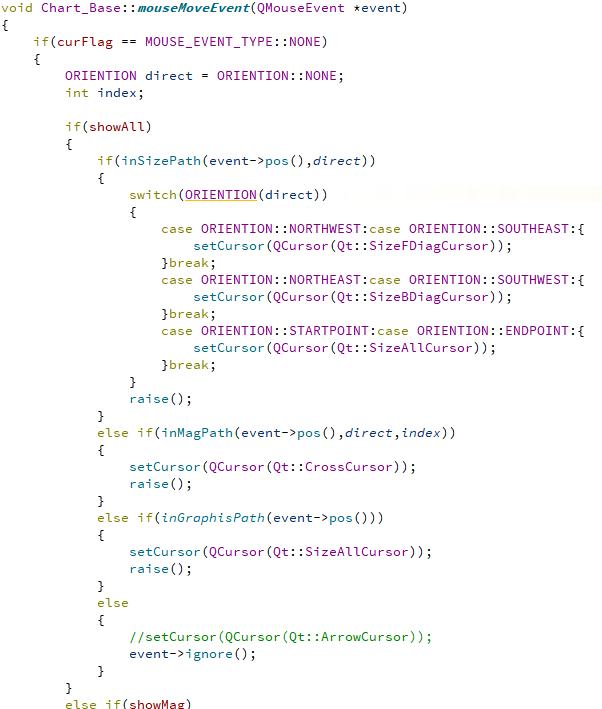 void Chart_Base::mouseMoveEvent(QMouseEvent *event)
{
    if(curFlag == MOUSE_EVENT_TYPE::NONE)
    {
        ORIENTION direct = ORIENTION::NONE;
        int index;

        if(showAll)
        {
            if(inSizePath(event->pos(),direct))
            {
                switch(ORIENTION(direct))
                {
                    case ORIENTION::NORTHWEST:case ORIENTION::SOUTHEAST:{
                        setCursor(QCursor(Qt::SizeFDiagCursor));
                    }break;
                    case ORIENTION::NORTHEAST:case ORIENTION::SOUTHWEST:{
                        setCursor(QCursor(Qt::SizeBDiagCursor));
                    }break;
                    case ORIENTION::STARTPOINT:case ORIENTION::ENDPOINT:{
                        setCursor(QCursor(Qt::SizeAllCursor));
                    }break;
                }
                raise();
            }
            else if(inMagPath(event->pos(),direct,index))
            {
                setCursor(QCursor(Qt::CrossCursor));
                raise();
            }
            else if(inGraphisPath(event->pos()))
            {
                setCursor(QCursor(Qt::SizeAllCursor));
                raise();
            }
            else
            {
                //setCursor(QCursor(Qt::ArrowCursor));
                event->ignore();
            }
        }
        else if(showMag)